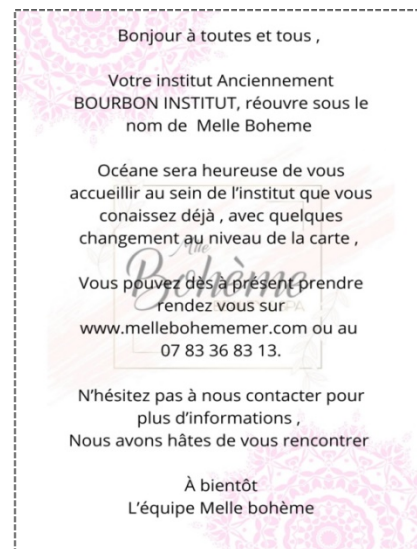 Bonjour à toutes et tous ,
Votre institut Anciennement
BOURBON INSTITUT, réouvre sous le
nom de Melle Boheme
Océane sera heureuse de vous
accueillir au sein de l'institut que vous
conaissez déjà , avec quelques
changement au niveau de la carte ,
Mlle
Bohème
Vous pouvez dès à présent prendre
rendez vous sur
www.mellebohememer.com ou au
07 83 36 83 13.
N'hésitez pas à nous contacter pour
plus d'informations ,
Nous avons hâtes de vous rencontrer
À bientôt
L'équipe Melle bohème